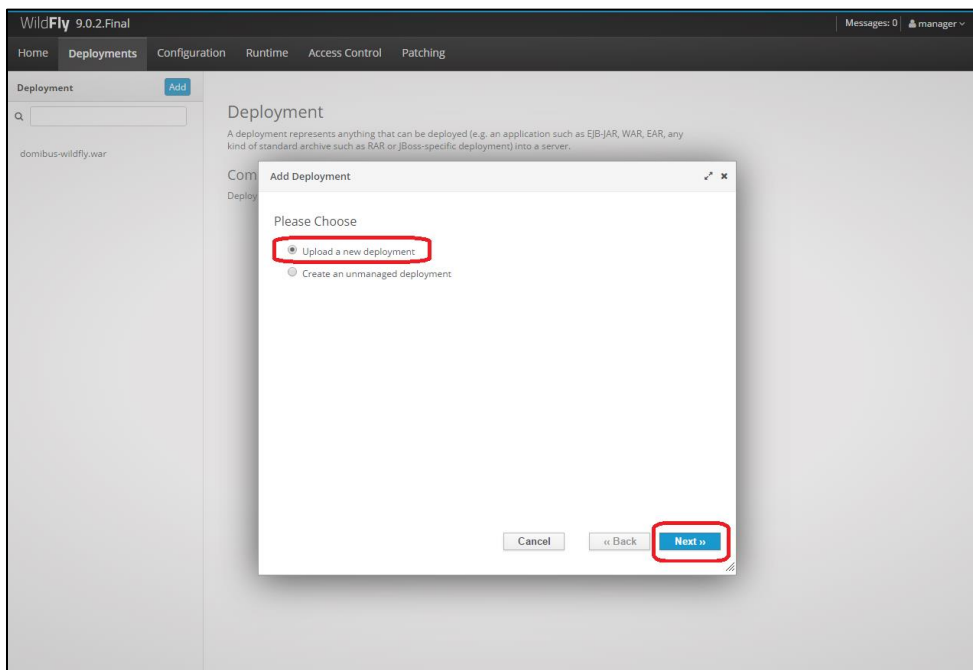 WildFly 9.0.2.Final
Messages: 0 manager
Home Deployments Configuration Runtime Access Control Patching
Deployment Add
domibus-wildfly.war
Deployment
A deployment represents anything that can be deployed (e.g. an application such as EJB-JAR, WAR, EAR, any
kind of standard archive such as RAR or JBoss-specific deployment) into a server.
Com
Deploy
Add Deployment
Please Choose
Upload a new deployment
Create an unmanaged deployment
Cancel « Back Next »